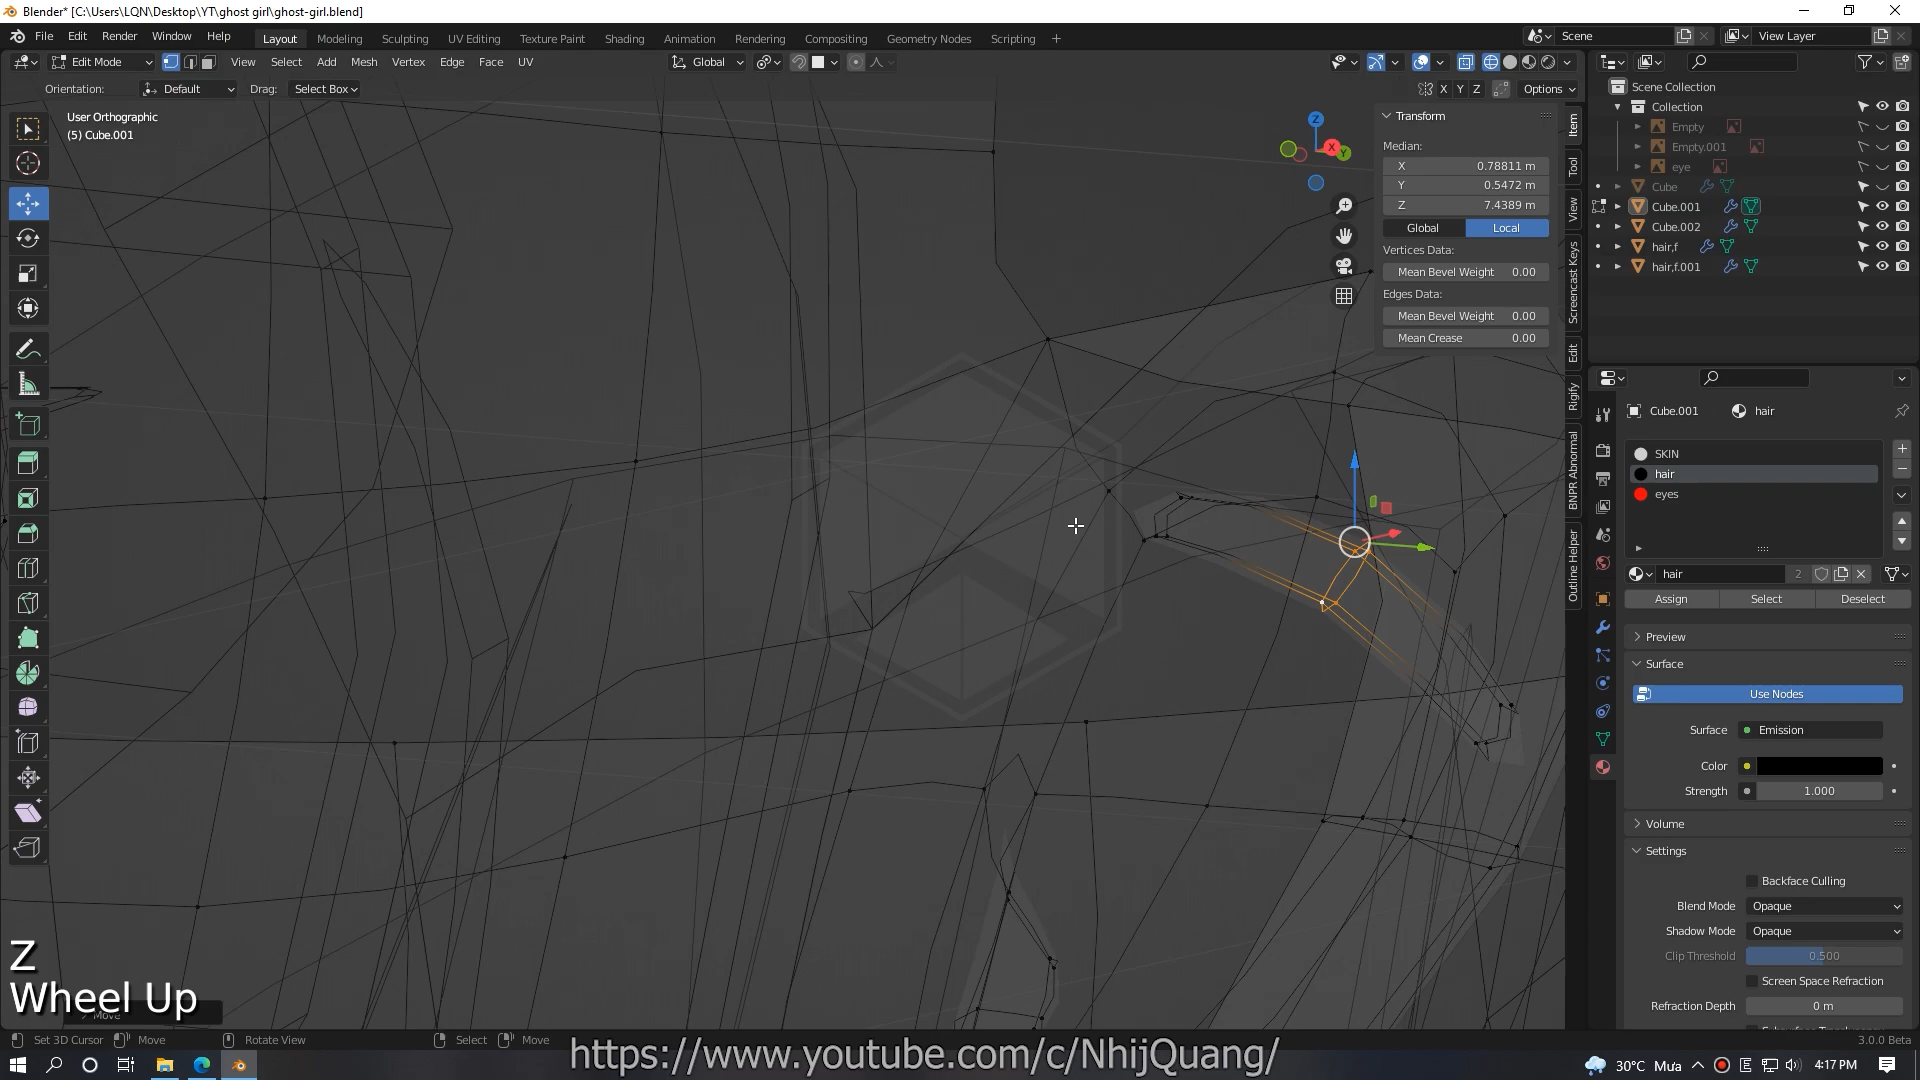 Blender* [C:\Users\LQN\Desktop\YT\ghost girl\ghost-girl.blend]
File Edit Render Window Help Layout Modeling Sculpting UV Editing Texture Paint Shading Animation Rendering Compositing Geometry Nodes Scripting + Scene View Layer
Edit Mode View Select Add Mesh Vertex Edge Face UV Global
Orientation: Default Drag: Select Box X Y Z Options
User Orthographic
(5) Cube.001
Z
X
Y
Transform
Median:
X 0.78811 m
Y 0.5472 m
Z 7.4389 m
Global Local
Vertices Data:
Mean Bevel Weight 0.00
Edges Data:
Mean Bevel Weight 0.00
Mean Crease 0.00
Item
Tool
View
Screencast Keys
Edit
Rigify
BNPR Abnormal
Outline Helper
Scene Collection
Collection
Empty
Empty.001
eye
Cube
Cube.001
Cube.002
hair,f
hair,f.001
Cube.001 hair
SKIN
hair
eyes
hair 2
Assign Select Deselect
Preview
Surface
Use Nodes
Surface Emission
Color
Strength 1.000
Volume
Settings
Backface Culling
Blend Mode Opaque
Shadow Mode Opaque
Clip Threshold 0.500
Screen Space Refraction
Refraction Depth 0 m
Z
Wheel Up
Move
Set 3D Cursor Move Rotate View Select Move
3.0.0 Beta
https://www.youtube.com/c/NhijQuang/
30°C Mưa E 4:17 PM